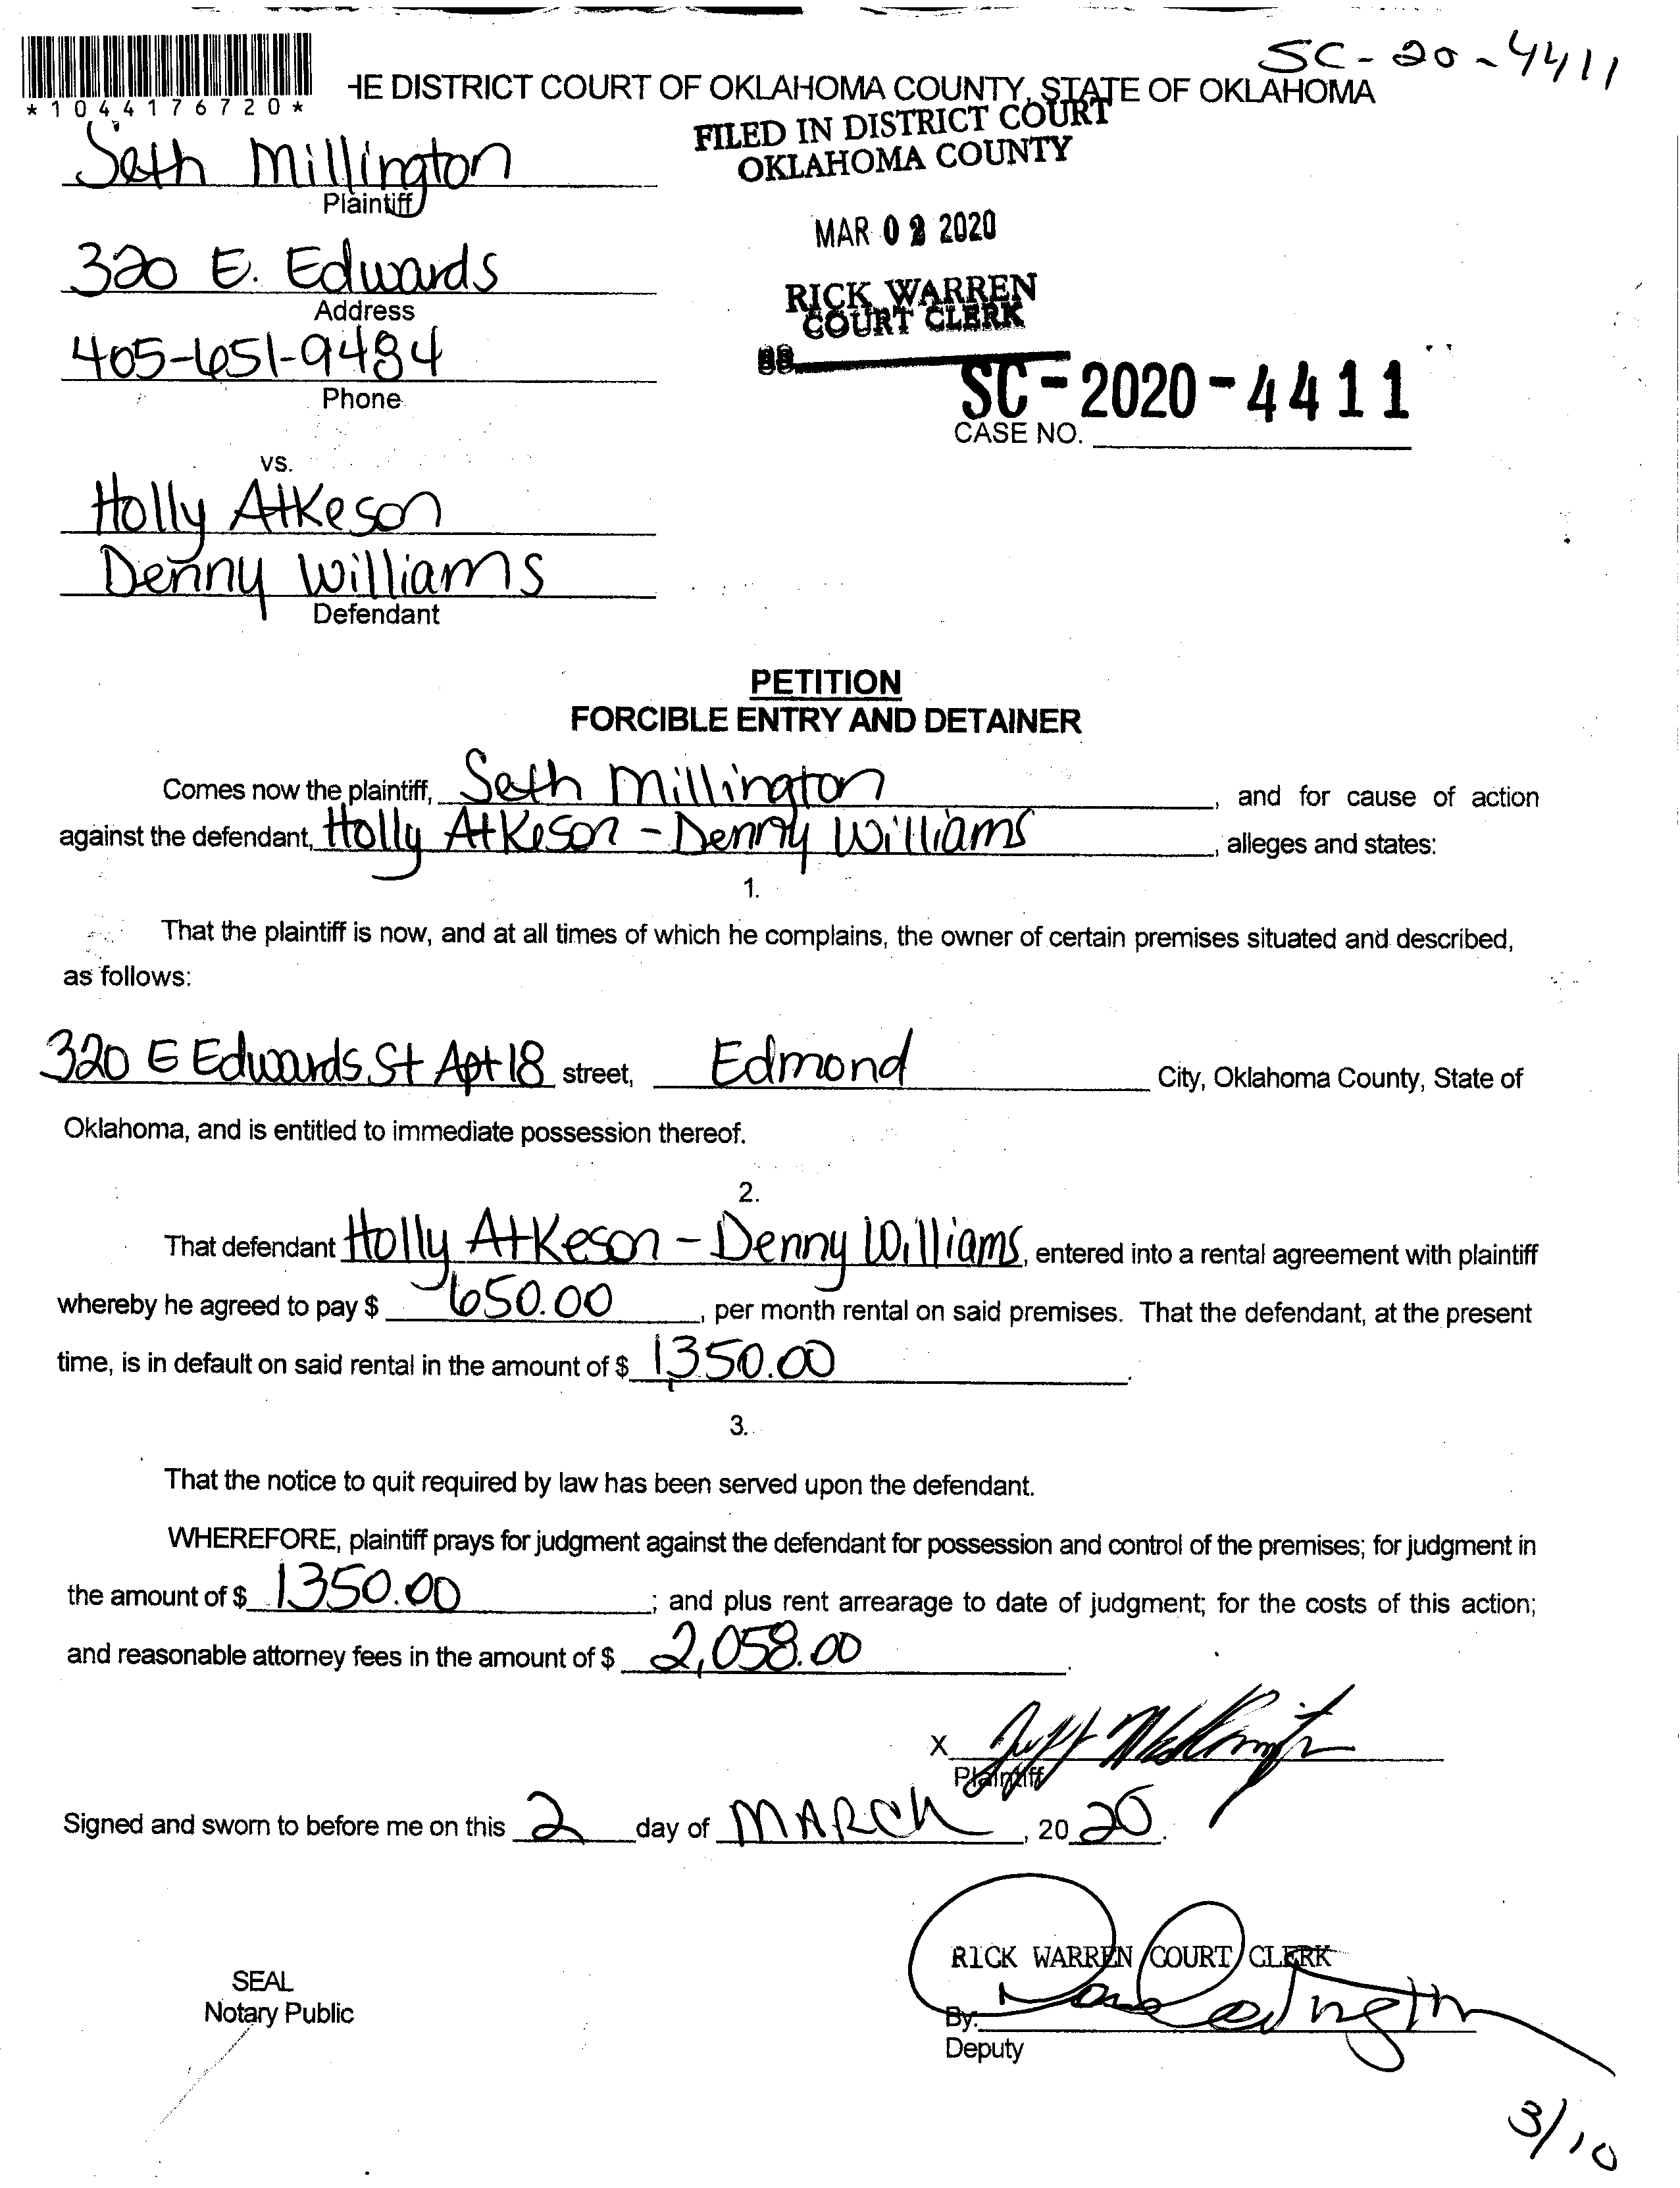 SC-20-4411
*1044176720*
HE DISTRICT COURT OF OKLAHOMA COUNTY, STATE OF OKLAHOMA
FILED IN DISTRICT COURT
OKLAHOMA COUNTY
Seth Millington
Plaintiff
MAR 02 2020
320 E. Edwards
Address
RICK WARREN
COURT CLERK
405-651-9484
Phone
SC-2020-4411
CASE NO.
vs.
Holly Atkeson
Denny Williams
Defendant
PETITION
FORCIBLE ENTRY AND DETAINER
Comes now the plaintiff, Seth Millington, and for cause of action
against the defendant, Holly Atkeson - Denny Williams, alleges and states:
1.
That the plaintiff is now, and at all times of which he complains, the owner of certain premises situated and described,
as follows:
320 E Edwards St Apt 18 street, Edmond City, Oklahoma County, State of
Oklahoma, and is entitled to immediate possession thereof.
2.
That defendant Holly Atkeson - Denny Williams, entered into a rental agreement with plaintiff
whereby he agreed to pay $ 650.00, per month rental on said premises. That the defendant, at the present
time, is in default on said rental in the amount of $ 1350.00.
3.
That the notice to quit required by law has been served upon the defendant.
WHEREFORE, plaintiff prays for judgment against the defendant for possession and control of the premises; for judgment in
the amount of $ 1350.00; and plus rent arrearage to date of judgment; for the costs of this action;
and reasonable attorney fees in the amount of $ 2,058.00.
X
Plaintiff
Signed and sworn to before me on this 2 day of MARCH, 2020.
RICK WARREN COURT CLERK
SEAL
Notary Public
By:
Deputy
3/10